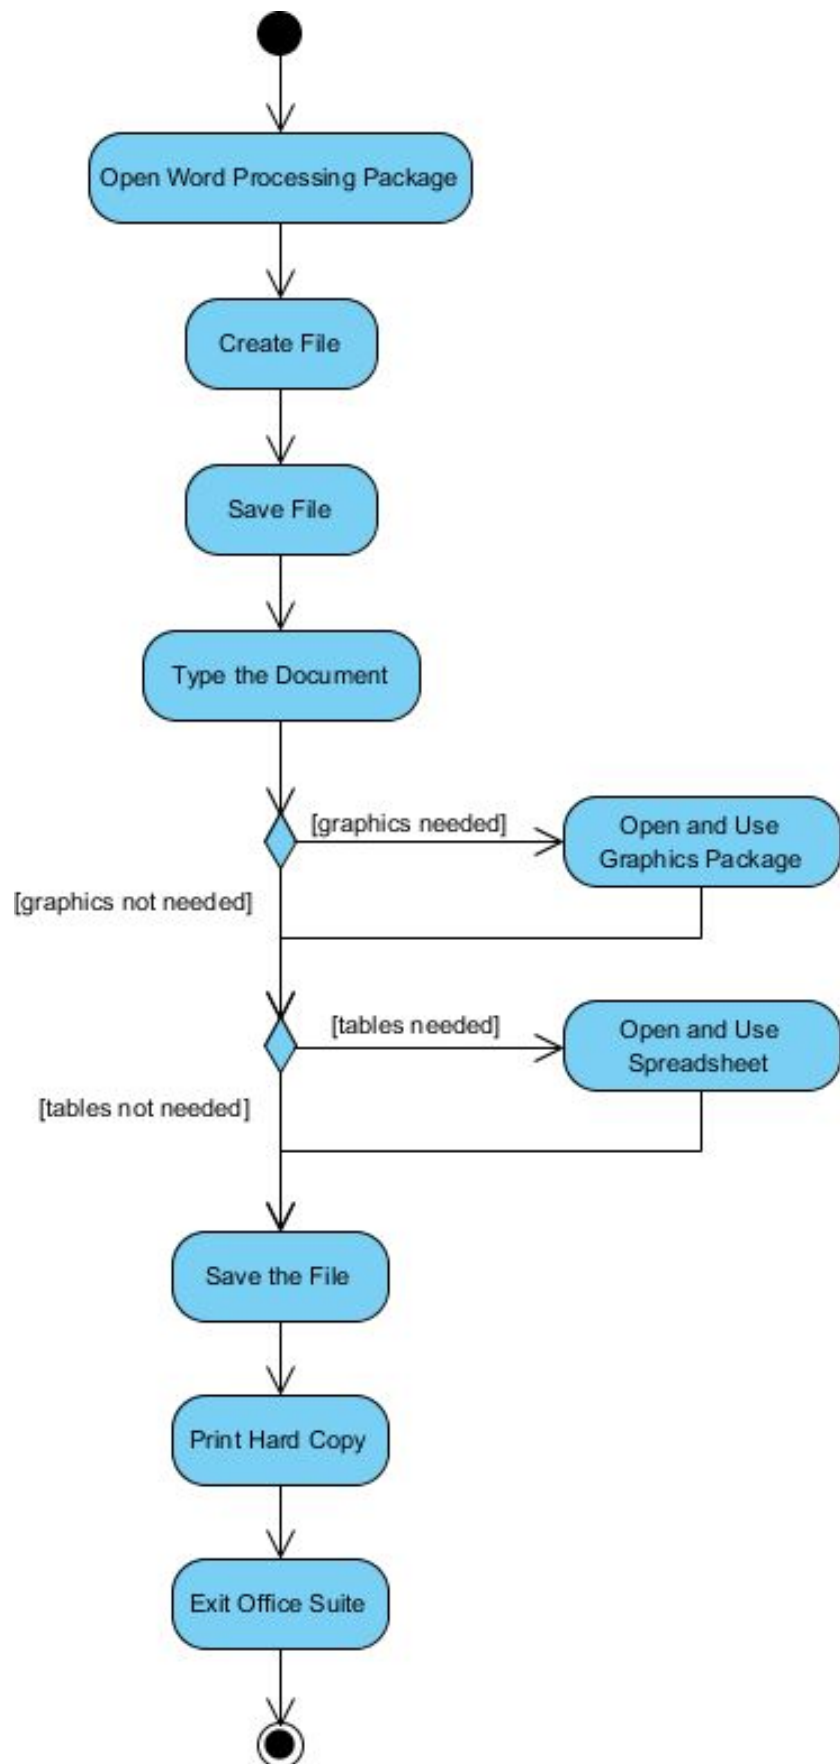 Open Word Processing Package
Create File
Save File
Type the Document
[graphics needed]
Open and Use
Graphics Package
[graphics not needed]
[tables needed]
Open and Use
Spreadsheet
[tables not needed]
Save the File
Print Hard Copy
Exit Office Suite